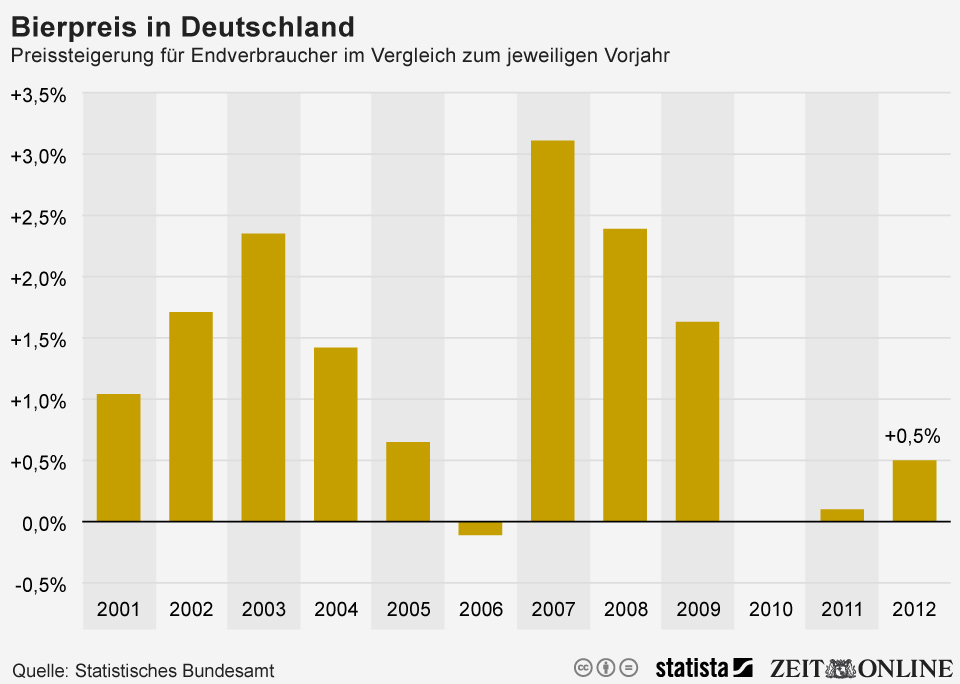 Bierpreis in Deutschland
Preissteigerung für Endverbraucher im Vergleich zum jeweiligen Vorjahr
+3,5%
+3,0%
+2,5%
+2,0%
+1,5%
+1,0%
+0,5%
+0,5%
0,0%
-0,5%
2001 2002 2003 2004 2005 2006 2007 2008 2009 2010 2011 2012
Quelle: Statistisches Bundesamt
cc
statista
ZEIT ONLINE